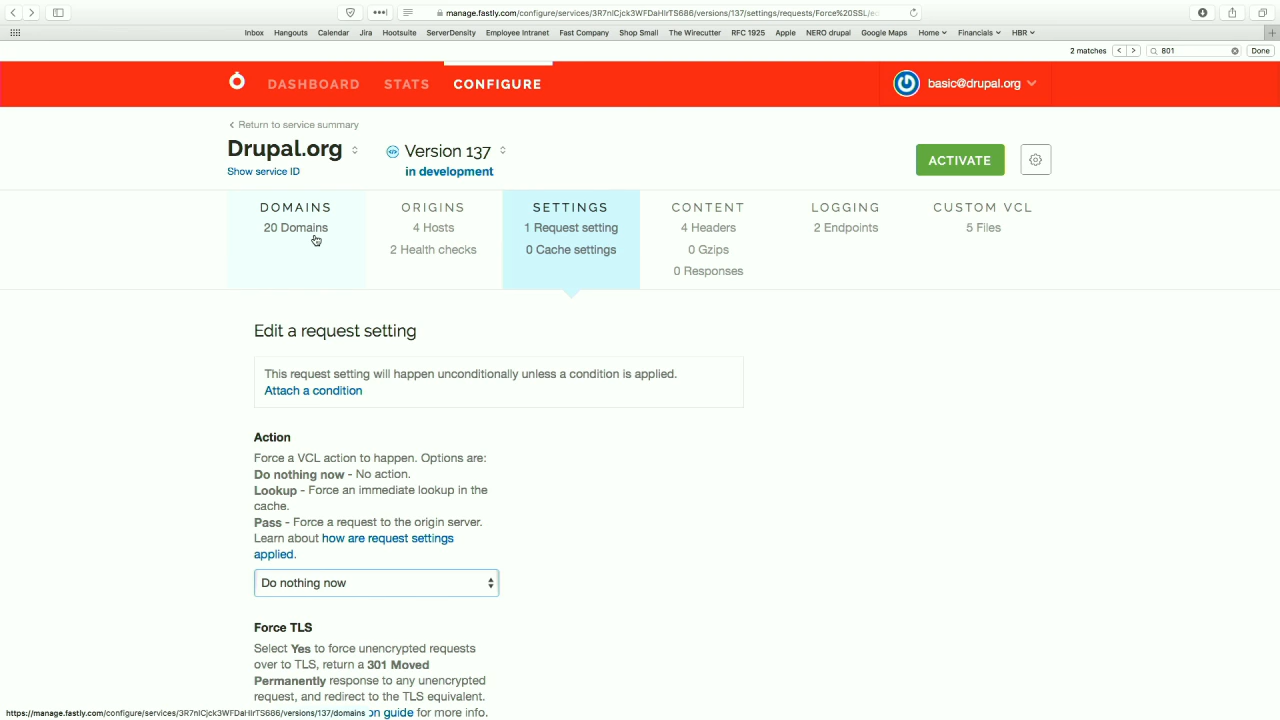 manage.fastly.com/configure/services/3R7nlCjck3WFDaHlrTS686/versions/137/settings/requests/Force%20SSL/e
Inbox Hangouts Calendar Jira Hootsuite ServerDensity Employee Intranet Fast Company Shop Small The Wirecutter RFC 1925 Apple NERO drupal Google Maps Home Financials HBR
2 matches 801 Done
DASHBOARD STATS CONFIGURE basic@drupal.org
Return to service summary
Drupal.org Version 137
Show service ID in development
ACTIVATE
DOMAINS ORIGINS SETTINGS CONTENT LOGGING CUSTOM VCL
20 Domains 4 Hosts 1 Request setting 4 Headers 2 Endpoints 5 Files
2 Health checks 0 Cache settings 0 Gzips
0 Responses
Edit a request setting
This request setting will happen unconditionally unless a condition is applied.
Attach a condition
Action
Force a VCL action to happen. Options are:
Do nothing now - No action.
Lookup - Force an immediate lookup in the
cache.
Pass - Force a request to the origin server.
Learn about how are request settings
applied.
Do nothing now
Force TLS
Select Yes to force unencrypted requests
over to TLS, return a 301 Moved
Permanently response to any unencrypted
request, and redirect to the TLS equivalent.
on guide for more info.
https://manage.fastly.com/configure/services/3R7nlCjck3WFDaHlrTS686/versions/137/domains